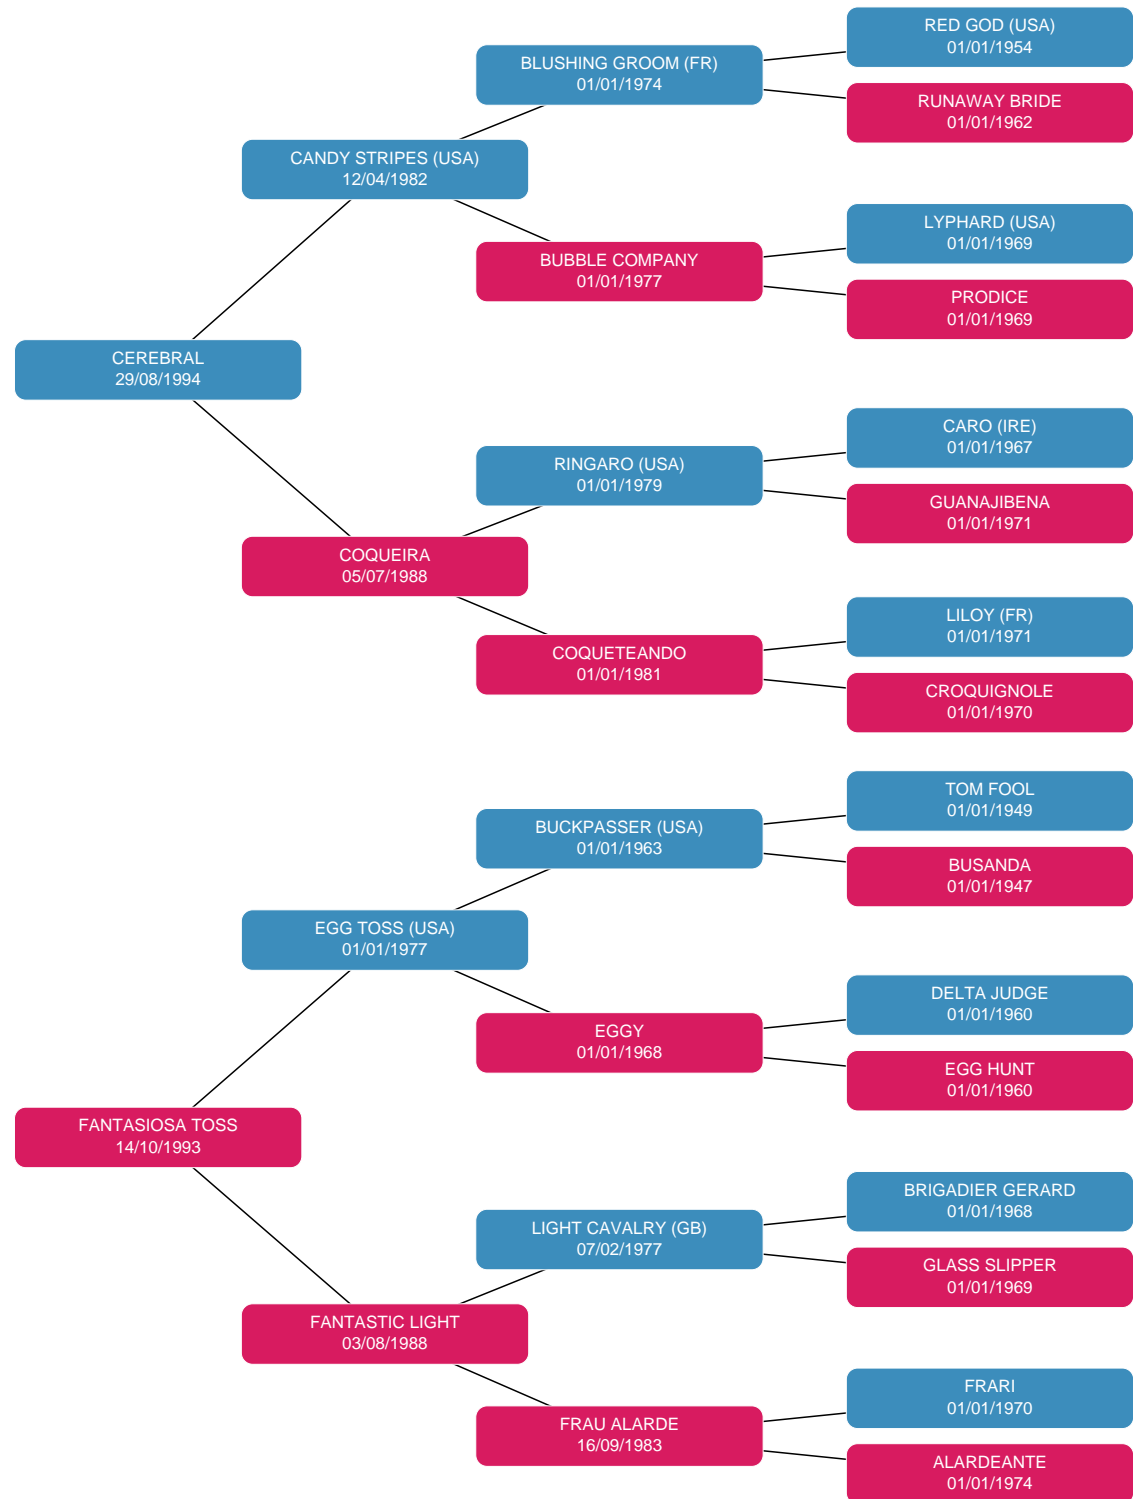 RED GOD (USA)
01/01/1954
BLUSHING GROOM (FR)
01/01/1974
RUNAWAY BRIDE
01/01/1962
CANDY STRIPES (USA)
12/04/1982
LYPHARD (USA)
01/01/1969
BUBBLE COMPANY
01/01/1977
PRODICE
01/01/1969
CEREBRAL
29/08/1994
CARO (IRE)
01/01/1967
RINGARO (USA)
01/01/1979
GUANAJIBENA
01/01/1971
COQUEIRA
05/07/1988
LILOY (FR)
01/01/1971
COQUETEANDO
01/01/1981
CROQUIGNOLE
01/01/1970
TOM FOOL
01/01/1949
BUCKPASSER (USA)
01/01/1963
BUSANDA
01/01/1947
EGG TOSS (USA)
01/01/1977
DELTA JUDGE
01/01/1960
EGGY
01/01/1968
EGG HUNT
01/01/1960
FANTASIOSA TOSS
14/10/1993
BRIGADIER GERARD
01/01/1968
LIGHT CAVALRY (GB)
07/02/1977
GLASS SLIPPER
01/01/1969
FANTASTIC LIGHT
03/08/1988
FRARI
01/01/1970
FRAU ALARDE
16/09/1983
ALARDEANTE
01/01/1974